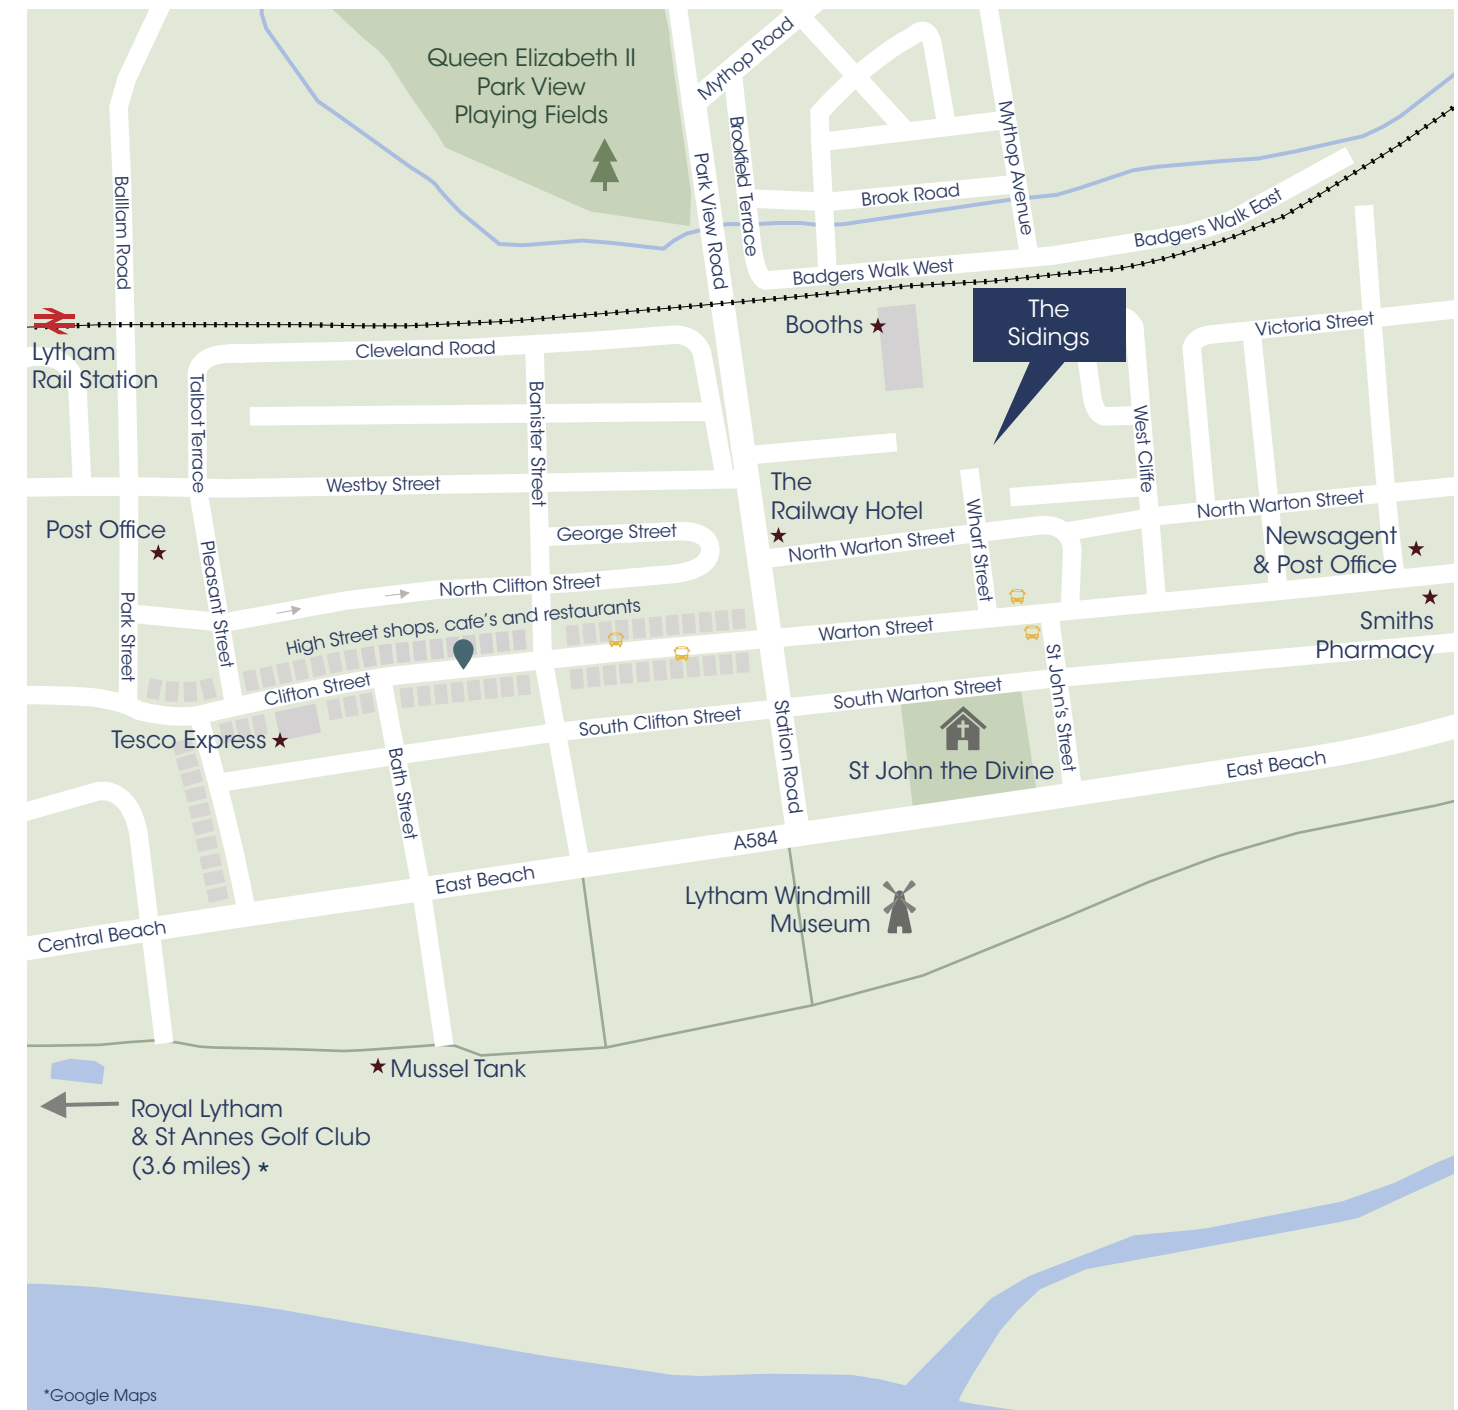 Queen Elizabeth II
Park View
Playing Fields
Mythop Road
Brookfield Terrace
Park View Road
Mythop Avenue
Brook Road
Balllam Road
Badgers Walk East
Badgers Walk West
The
Sidings
Booths
Victoria Street
Lytham
Rail Station
Cleveland Road
Talbot Terrace
Banister Street
West Cliffe
Westby Street
The
Railway Hotel
North Warton Street
Post Office
George Street
North Warton Street
Wharf Street
Newsagent
& Post Office
Pleasant Street
North Clifton Street
Park Street
High Street shops, cafe's and restaurants
Warton Street
Smiths
Pharmacy
Clifton Street
St John's Street
South Warton Street
South Clifton Street
Station Road
Tesco Express
Bath Street
St John the Divine
East Beach
A584
East Beach
Lytham Windmill
Museum
Central Beach
Mussel Tank
Royal Lytham
& St Annes Golf Club
(3.6 miles) *
*Google Maps